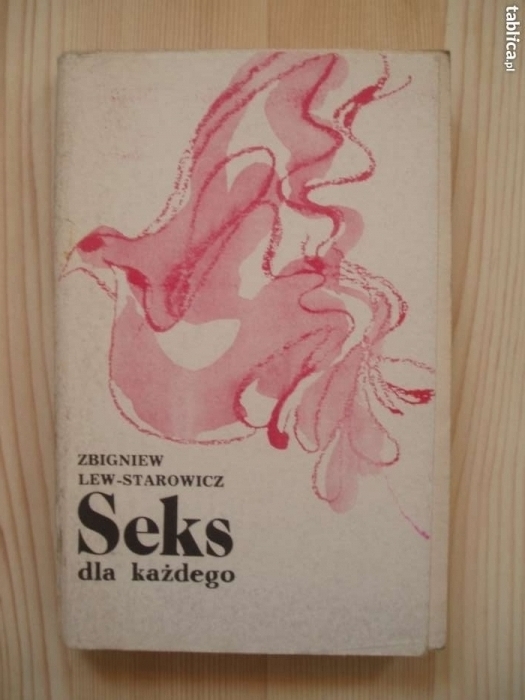 tablica.pl
ZBIGNIEW
LEW-STAROWICZ
Seks
dla każdego